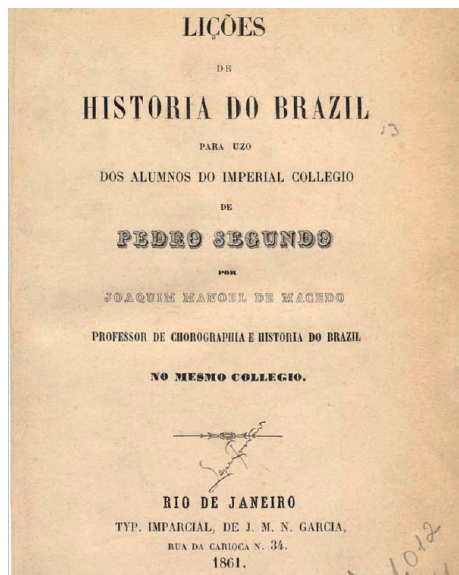 LIÇÕES
DE
HISTORIA DO BRAZIL
13
PARA UZO
DOS ALUMNOS DO IMPERIAL COLLEGIO
DE
PEDRO SEGUNDO
POR
JOAQUIM MANOEL DE MACEDO
PROFESSOR DE CHOROGRAPHIA E HISTORIA DO BRAZIL
NO MESMO COLLEGIO.
RIO DE JANEIRO
TYP. IMPARCIAL, DE J. M. N. GARCIA,
RUA DA CARIOCA N. 34.
1861.